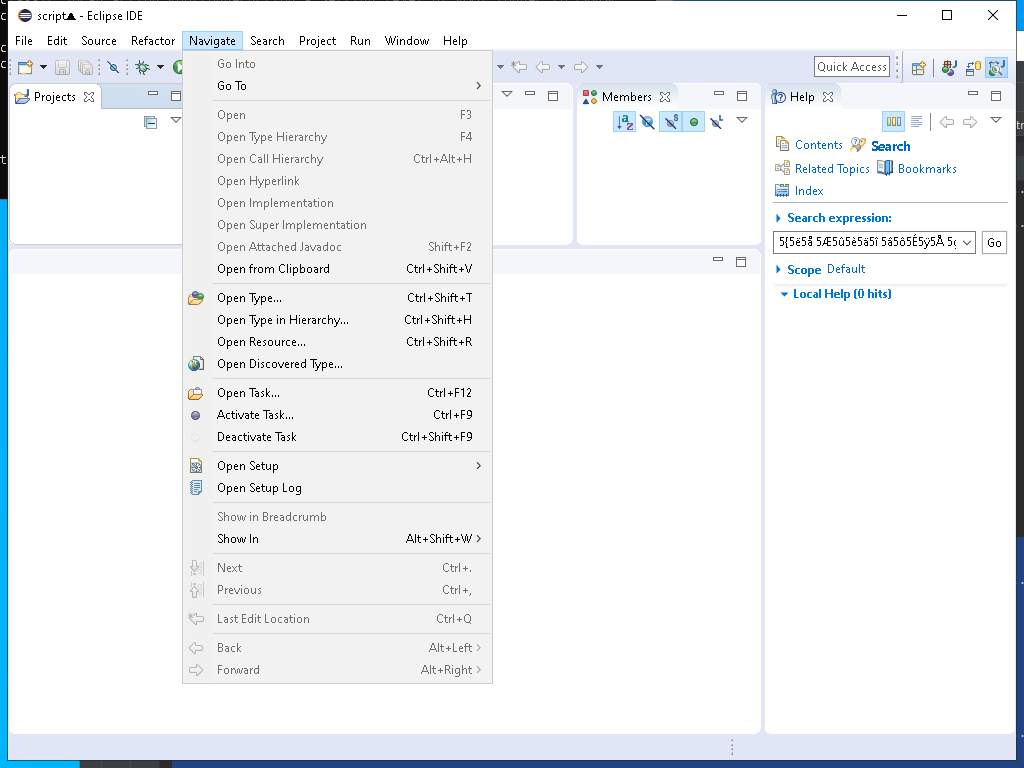 script▲ - Eclipse IDE
File Edit Source Refactor Navigate Search Project Run Window Help
Quick Access
Projects
Members
Help
Go Into
Go To
Open F3
Open Type Hierarchy F4
Open Call Hierarchy Ctrl+Alt+H
Open Hyperlink
Open Implementation
Open Super Implementation
Open Attached Javadoc Shift+F2
Open from Clipboard Ctrl+Shift+V
Open Type... Ctrl+Shift+T
Open Type in Hierarchy... Ctrl+Shift+H
Open Resource... Ctrl+Shift+R
Open Discovered Type...
Open Task... Ctrl+F12
Activate Task... Ctrl+F9
Deactivate Task Ctrl+Shift+F9
Open Setup
Open Setup Log
Show in Breadcrumb
Show In Alt+Shift+W
Next Ctrl+.
Previous Ctrl+,
Last Edit Location Ctrl+Q
Back Alt+Left
Forward Alt+Right
Contents Search
Related Topics Bookmarks
Index
Search expression:
Go
Scope Default
Local Help (0 hits)